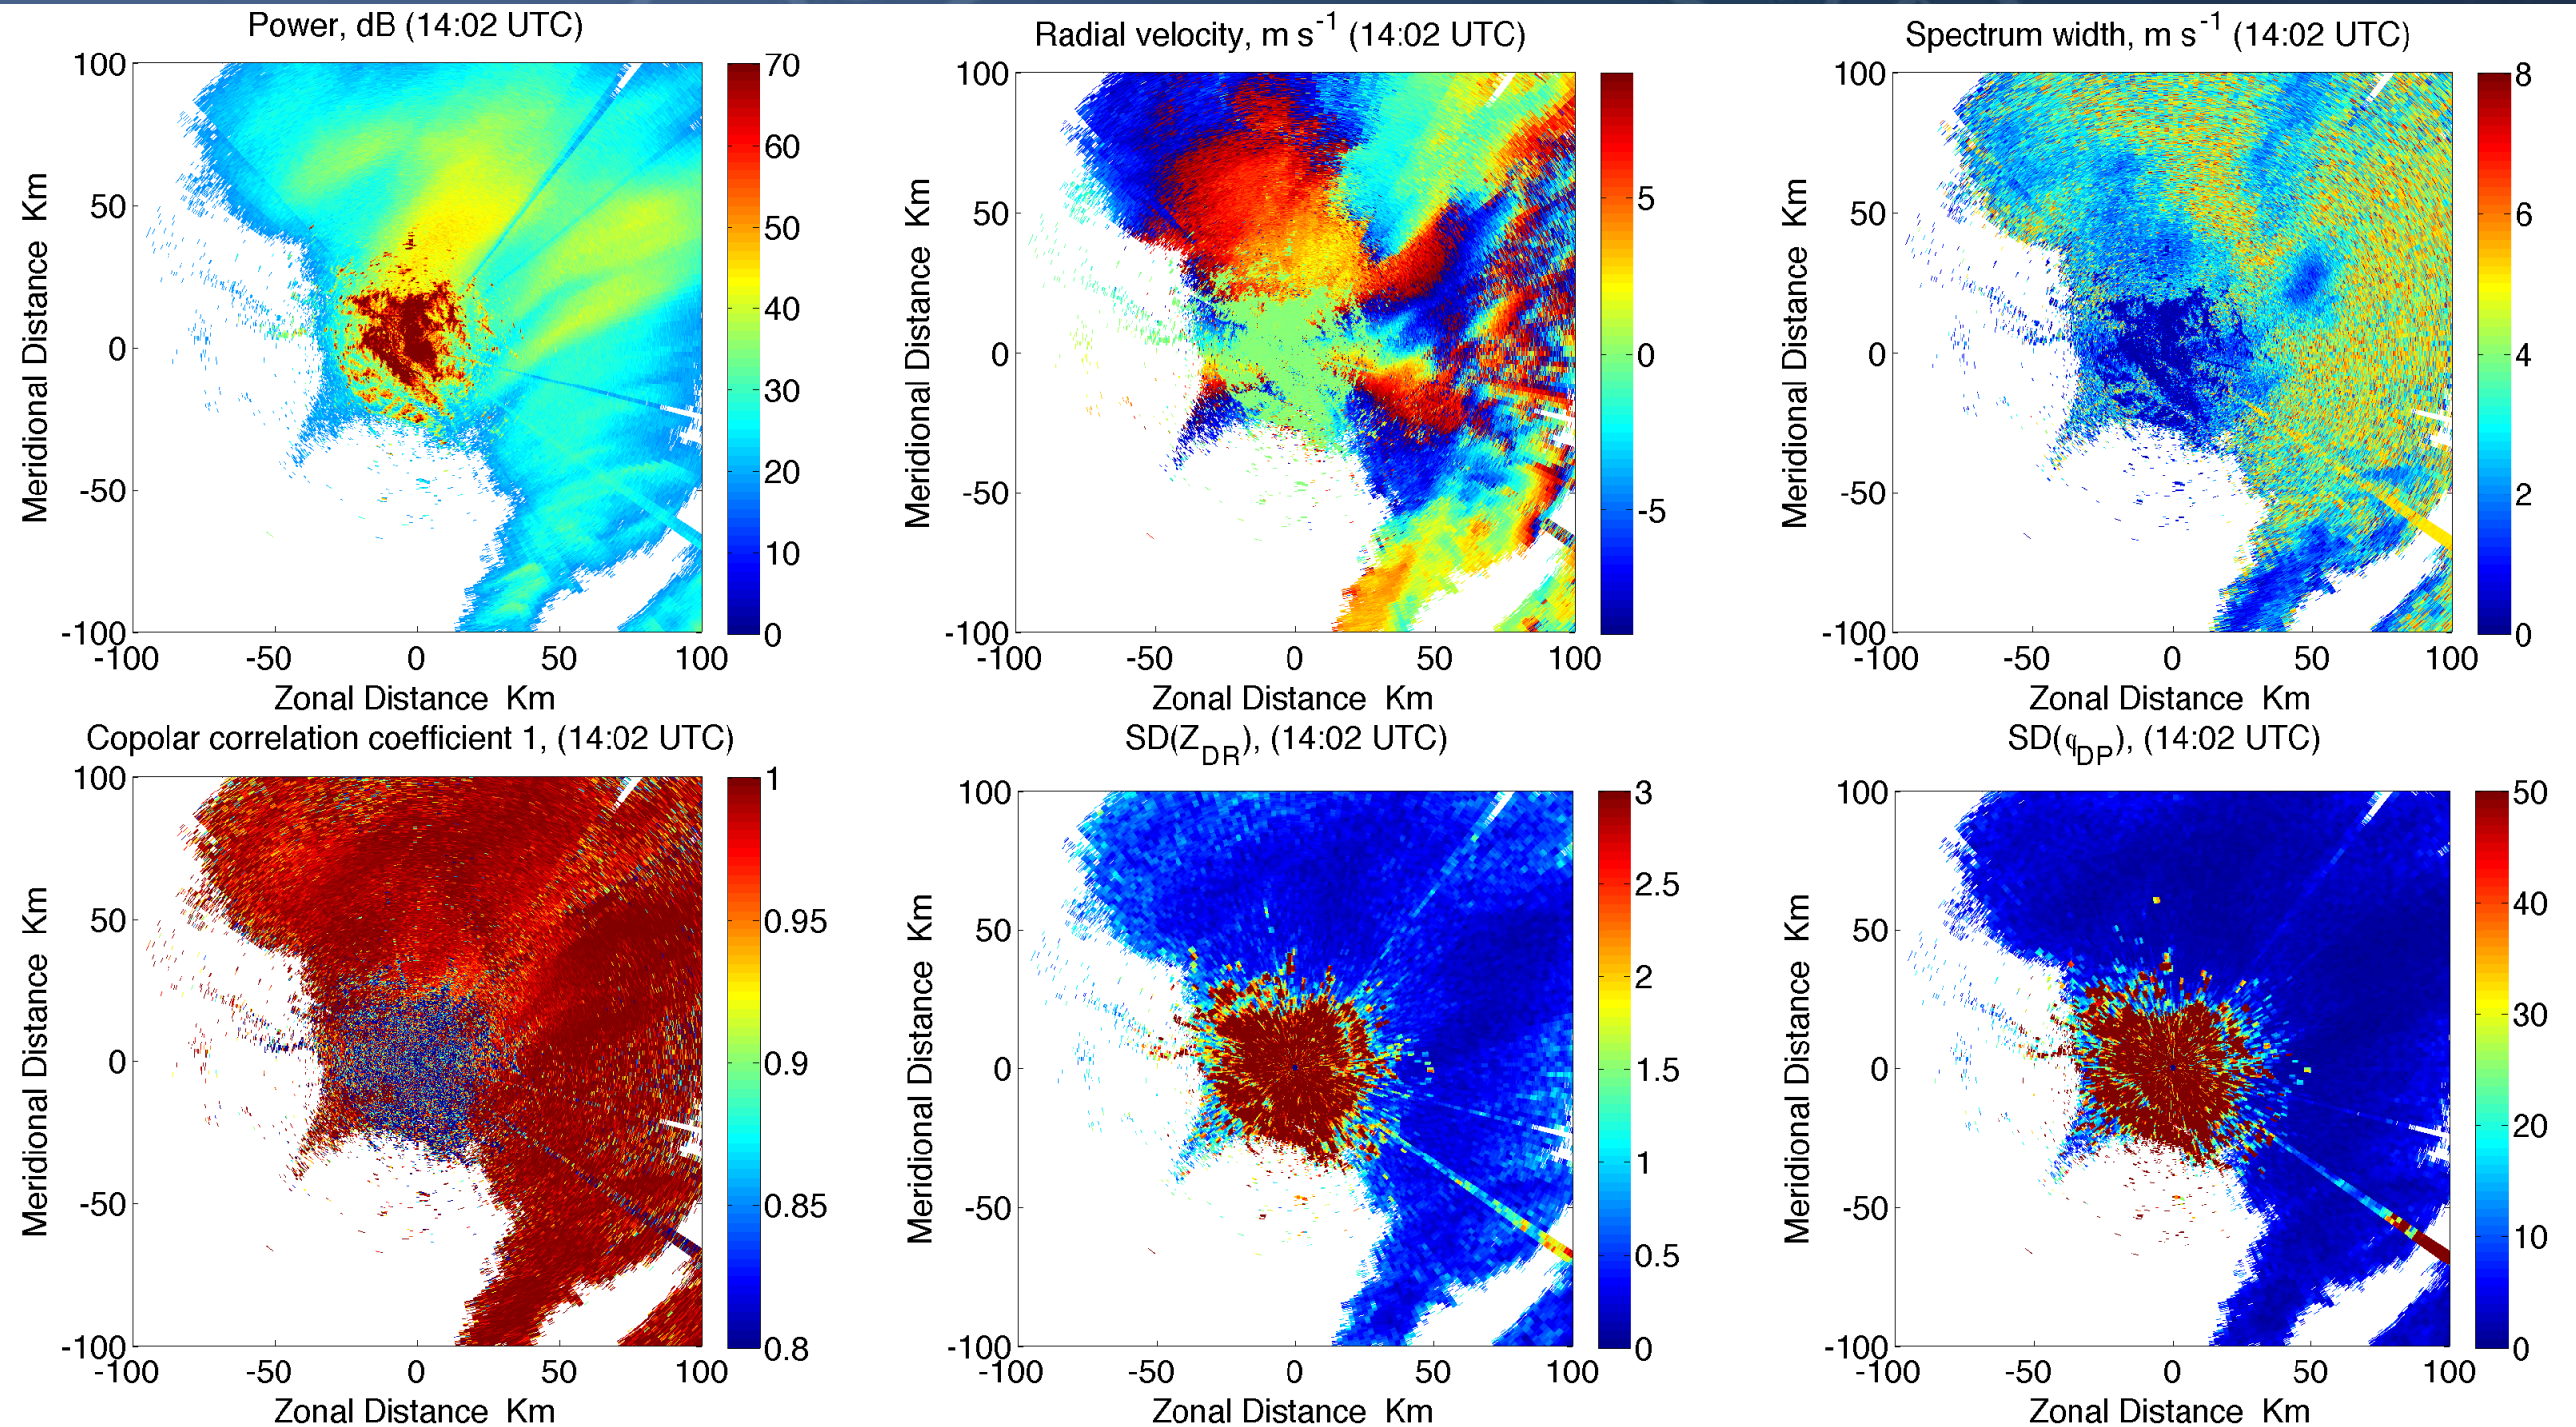 Power, dB (14:02 UTC)
100
50
0
-50
-100
-100 -50 0 50 100
70
60
50
40
30
20
10
0
Meridional Distance Km
Zonal Distance Km
Radial velocity, m s-1 (14:02 UTC)
100
50
0
-50
-100
-100 -50 0 50 100
5
0
-5
Meridional Distance Km
Zonal Distance Km
Spectrum width, m s-1 (14:02 UTC)
100
50
0
-50
-100
-100 -50 0 50 100
8
6
4
2
0
Meridional Distance Km
Zonal Distance Km
Copolar correlation coefficient 1, (14:02 UTC)
100
50
0
-50
-100
-100 -50 0 50 100
1
0.95
0.9
0.85
0.8
Meridional Distance Km
Zonal Distance Km
SD(ZDR), (14:02 UTC)
100
50
0
-50
-100
-100 -50 0 50 100
3
2.5
2
1.5
1
0.5
0
Meridional Distance Km
Zonal Distance Km
SD(φDP), (14:02 UTC)
100
50
0
-50
-100
-100 -50 0 50 100
50
40
30
20
10
0
Meridional Distance Km
Zonal Distance Km